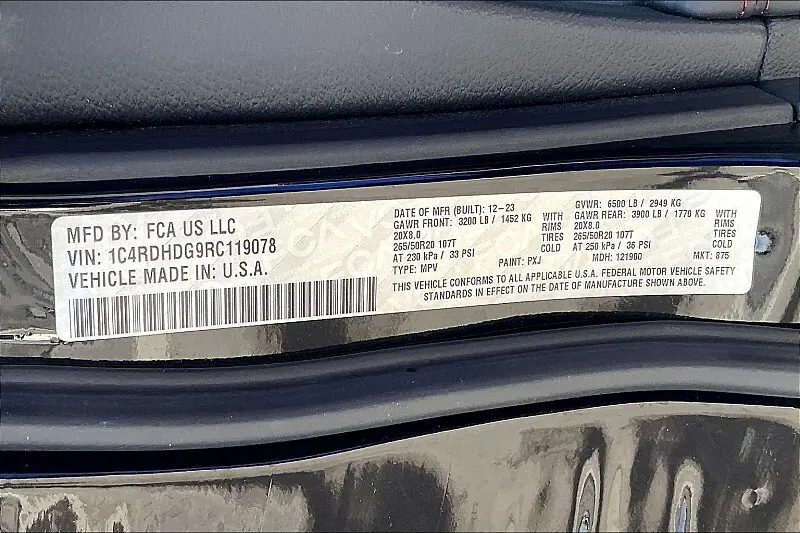 MFD BY: FCA US LLC
VIN: 1C4RDHDG9RC119078
VEHICLE MADE IN: U.S.A.
DATE OF MFR (BUILT): 12-23 GVWR: 6500 LB / 2949 KG
GAWR FRONT: 3200 LB / 1452 KG WITH GAWR REAR: 3900 LB / 1770 KG WITH
20X8.0 RIMS 20X8.0 RIMS
265/50R20 107T TIRES 265/50R20 107T TIRES
AT 230 kPa / 33 PSI COLD AT 250 kPa / 36 PSI COLD
TYPE: MPV PAINT: PXJ MDH: 121980 MKT: 875
THIS VEHICLE CONFORMS TO ALL APPLICABLE U.S.A. FEDERAL MOTOR VEHICLE SAFETY
STANDARDS IN EFFECT ON THE DATE OF MANUFACTURE SHOWN ABOVE.